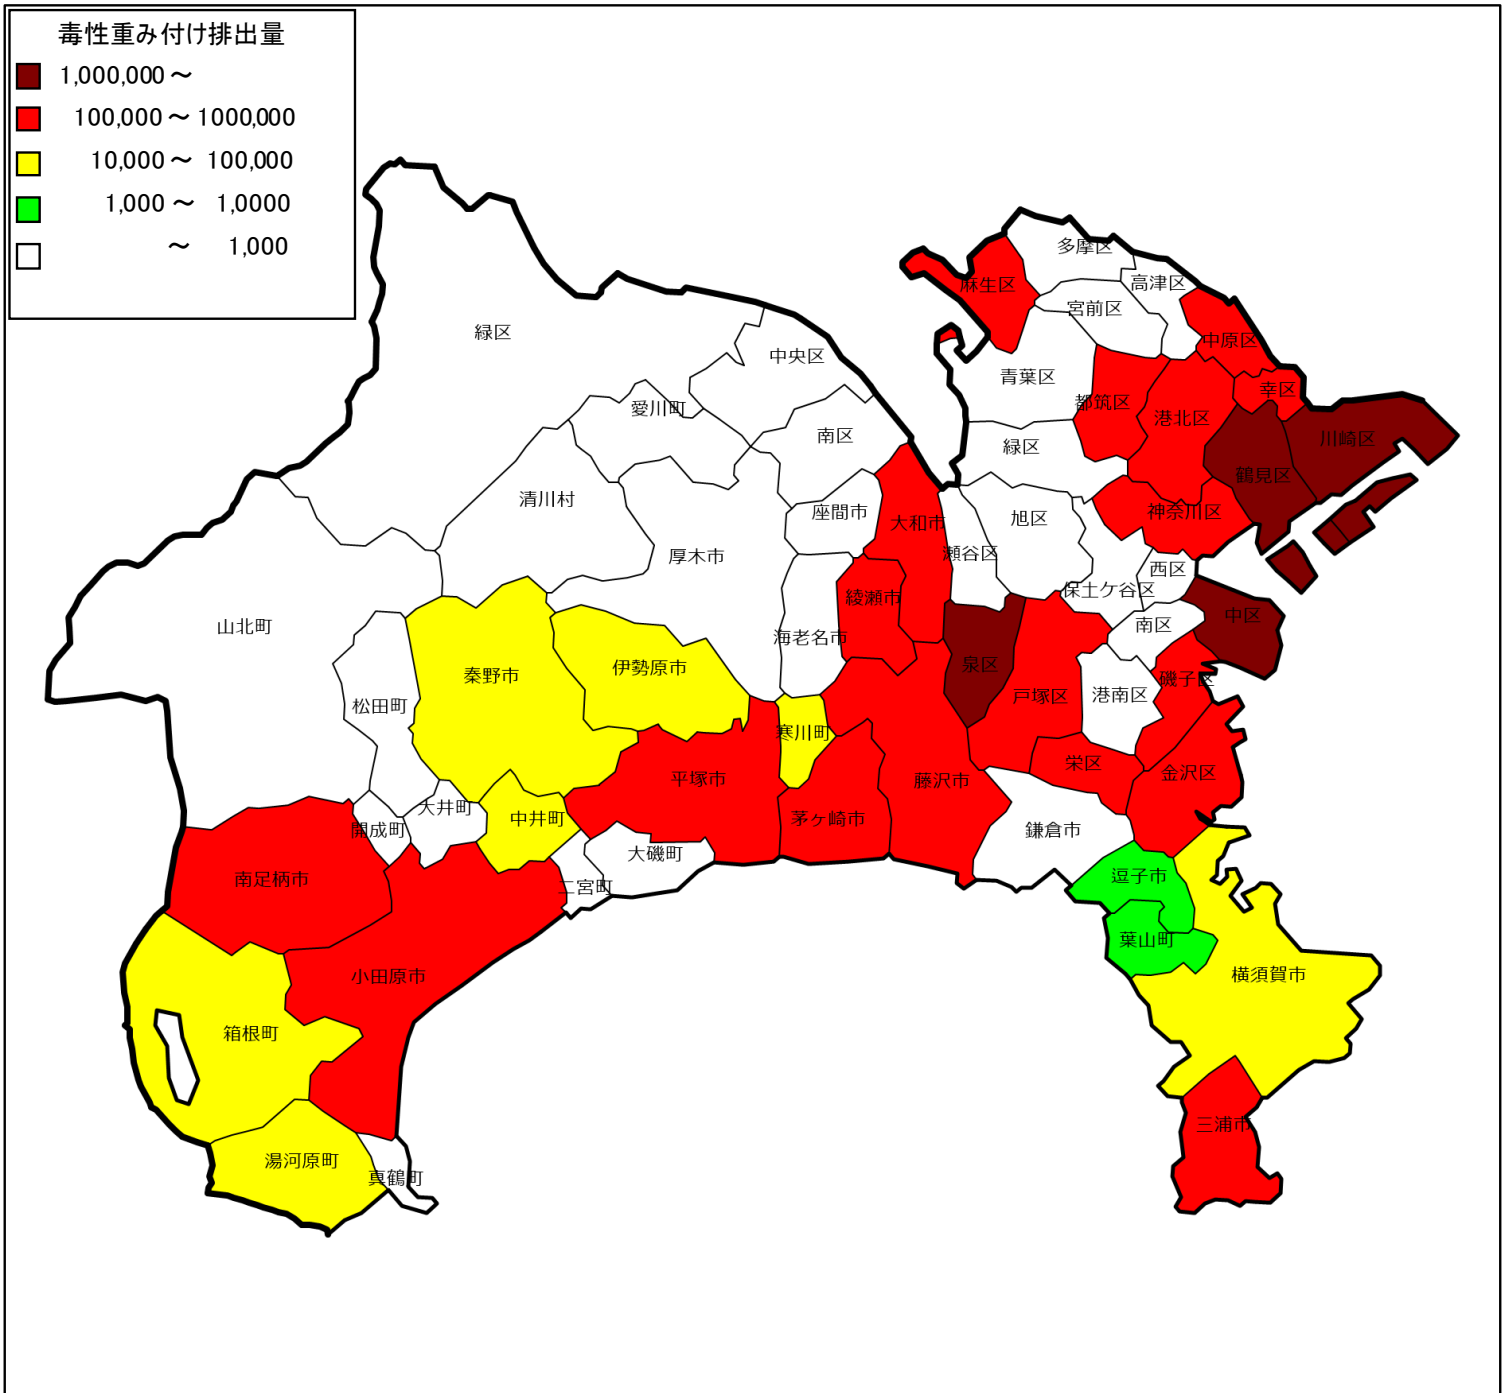 毒性重み付け排出量
1,000,000～
100,000～1000,000
10,000～ 100,000
1,000～ 1,0000
～ 1,000
多摩区
高津区
麻生区
宮前区
緑区
中原区
中央区
青葉区
幸区
都筑区
愛川町
港北区
南区
川崎区
緑区
鶴見区
清川村
座間市
神奈川区
旭区
大和市
厚木市
瀬谷区
西区
保土ケ谷区
綾瀬市
中区
山北町
南区
海老名市
伊勢原市
泉区
秦野市
磯子区
港南区
戸塚区
松田町
寒川町
栄区
金沢区
平塚市
藤沢市
大井町
中井町
茅ヶ崎市
開成町
鎌倉市
大磯町
逗子市
南足柄市
二宮町
葉山町
横須賀市
小田原市
箱根町
三浦市
湯河原町
真鶴町